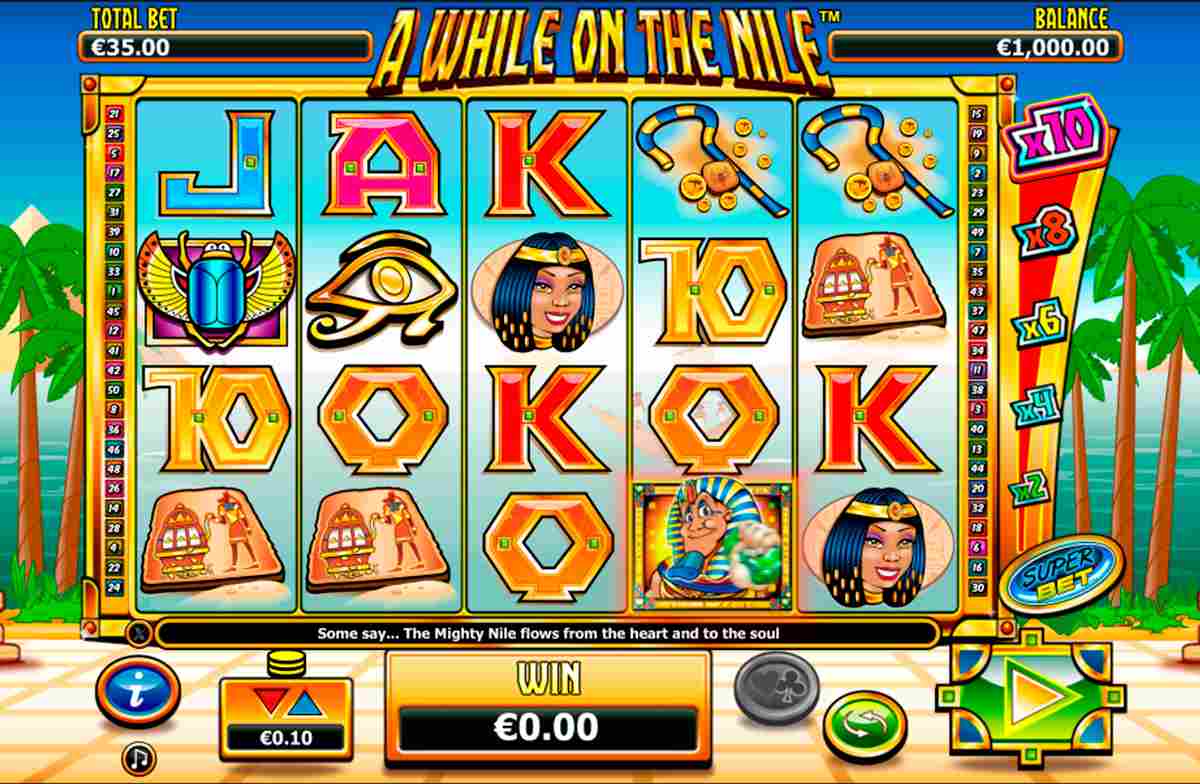 TOTAL BET
€35.00
A WHILE ON THE NILE™
BALANCE
€1,000.00
21
25
5
17
27
31
39
10
33
1
45
12
41
42
50
8
36
46
48
26
14
28
4
22
24
J
A
K
10
10
Q
K
Q
K
Q
15
19
9
2
23
29
49
7
35
43
37
47
34
11
38
3
40
13
44
20
32
18
6
16
30
x10
x8
x6
x4
x2
SUPER
BET
Some say... The Mighty Nile flows from the heart and to the soul
WIN
€0.10
€0.00